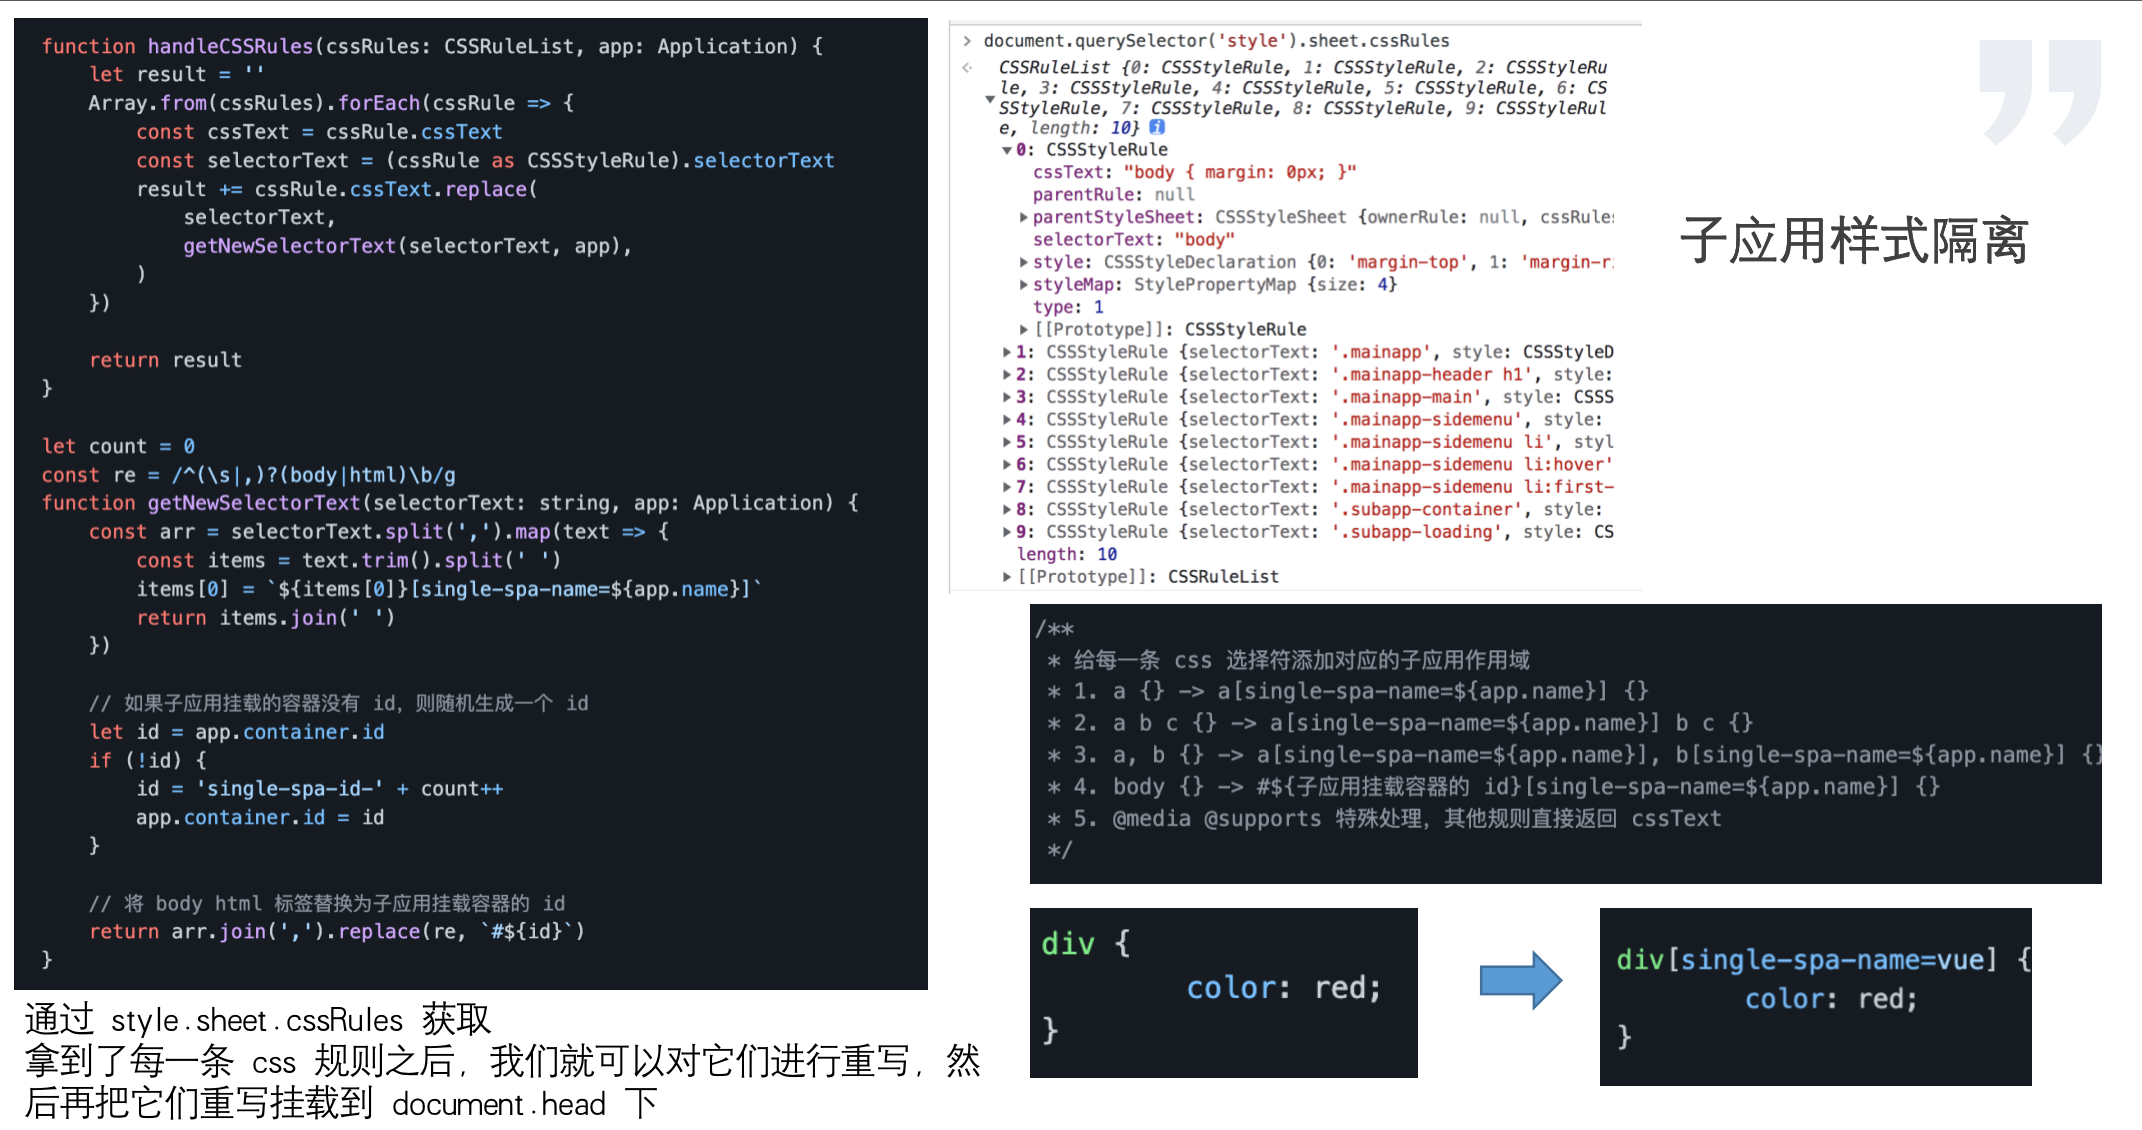 function handleCSSRules(cssRules: CSSRuleList, app: Application) {
    let result = ''
    Array.from(cssRules).forEach(cssRule => {
        const cssText = cssRule.cssText
        const selectorText = (cssRule as CSSStyleRule).selectorText
        result += cssRule.cssText.replace(
            selectorText,
            getNewSelectorText(selectorText, app),
        )
    })

    return result
}

let count = 0
const re = /^(\s|,)?(body|html)\b/g
function getNewSelectorText(selectorText: string, app: Application) {
    const arr = selectorText.split(',').map(text => {
        const items = text.trim().split(' ')
        items[0] = `${items[0]}[single-spa-name=${app.name}]`
        return items.join(' ')
    })

    // 如果子应用挂载的容器没有 id，则随机生成一个 id
    let id = app.container.id
    if (!id) {
        id = 'single-spa-id-' + count++
        app.container.id = id
    }

    // 将 body html 标签替换为子应用挂载容器的 id
    return arr.join(',').replace(re, `#${id}`)
}
通过 style.sheet.cssRules 获取
拿到了每一条 css 规则之后，我们就可以对它们进行重写，然
后再把它们重写挂载到 document.head 下
document.querySelector('style').sheet.cssRules
CSSRuleList {0: CSSStyleRule, 1: CSSStyleRule, 2: CSSStyleRu
le, 3: CSSStyleRule, 4: CSSStyleRule, 5: CSSStyleRule, 6: CS
SStyleRule, 7: CSSStyleRule, 8: CSSStyleRule, 9: CSSStyleRul
e, length: 10}
0: CSSStyleRule
cssText: "body { margin: 0px; }"
parentRule: null
parentStyleSheet: CSSStyleSheet {ownerRule: null, cssRules:
selectorText: "body"
style: CSSStyleDeclaration {0: 'margin-top', 1: 'margin-r
styleMap: StylePropertyMap {size: 4}
type: 1
[[Prototype]]: CSSStyleRule
1: CSSStyleRule {selectorText: '.mainapp', style: CSSStyleD
2: CSSStyleRule {selectorText: '.mainapp-header h1', style:
3: CSSStyleRule {selectorText: '.mainapp-main', style: CSSS
4: CSSStyleRule {selectorText: '.mainapp-sidemenu', style:
5: CSSStyleRule {selectorText: '.mainapp-sidemenu li', styl
6: CSSStyleRule {selectorText: '.mainapp-sidemenu li:hover'
7: CSSStyleRule {selectorText: '.mainapp-sidemenu li:first-
8: CSSStyleRule {selectorText: '.subapp-container', style:
9: CSSStyleRule {selectorText: '.subapp-loading', style: CS
length: 10
[[Prototype]]: CSSRuleList
”
子应用样式隔离
/**
 * 给每一条 css 选择符添加对应的子应用作用域
 * 1. a {} -> a[single-spa-name=${app.name}] {}
 * 2. a b c {} -> a[single-spa-name=${app.name}] b c {}
 * 3. a, b {} -> a[single-spa-name=${app.name}], b[single-spa-name=${app.name}] {}
 * 4. body {} -> #${子应用挂载容器的 id}[single-spa-name=${app.name}] {}
 * 5. @media @supports 特殊处理，其他规则直接返回 cssText
 */
div {
    color: red;
}
div[single-spa-name=vue] {
    color: red;
}